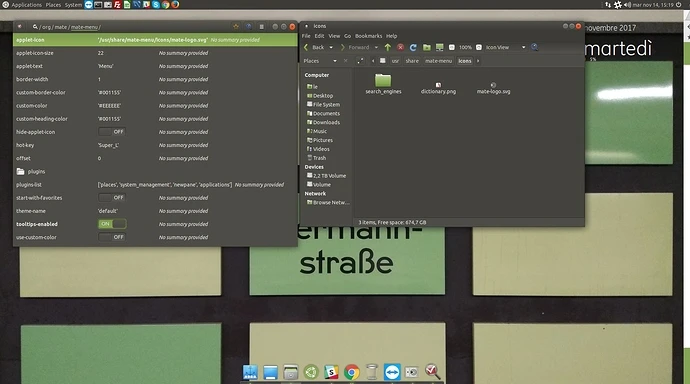 Applications Places System
mar nov 14, 15:19
/ org / mate / mate-menu /
applet-icon '/usr/share/mate-menu/icons/mate-logo.svg' No summary provided
applet-icon-size 22 No summary provided
applet-text 'Menu' No summary provided
border-width 1 No summary provided
custom-border-color '#001155' No summary provided
custom-color '#EEEEEE' No summary provided
custom-heading-color '#001155' No summary provided
hide-applet-icon OFF No summary provided
hot-key 'Super_L' No summary provided
offset 0 No summary provided
plugins
plugins-list ['places', 'system_management', 'newpane', 'applications'] No summary provided
start-with-favorites OFF No summary provided
theme-name 'default' No summary provided
tooltips-enabled ON No summary provided
use-custom-color OFF No summary provided
icons
File Edit View Go Bookmarks Help
Back Forward 100% Icon View
Places usr share mate-menu icons
Computer
le
Desktop
File System
Documents
Downloads
Music
Pictures
Videos
Trash
Devices
2,2 TB Volume
Volume
Network
Browse Netw...
search_engines dictionary.png mate-logo.svg
3 items, Free space: 674,7 GB
novembre 2017
martedì
ermann-
straße